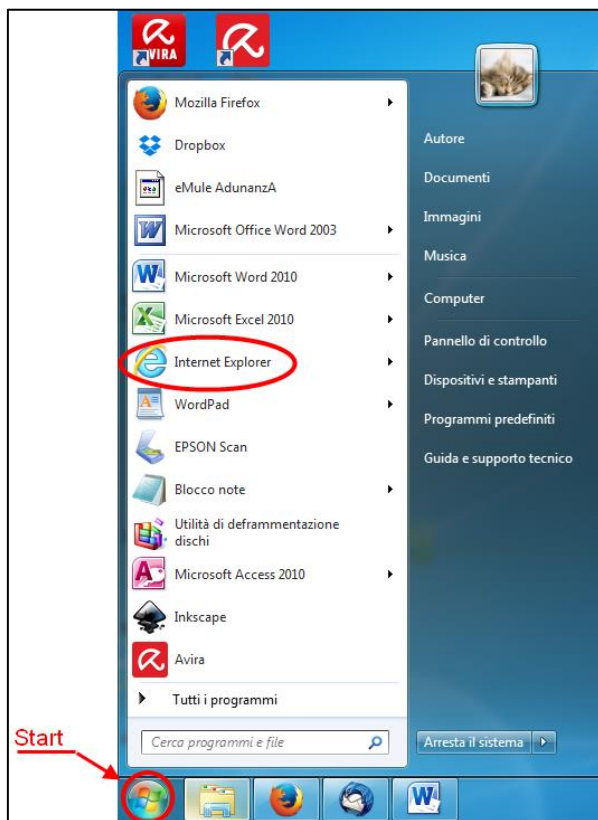 AVIRA
Mozilla Firefox
Dropbox
eMule AdunanzA
Microsoft Office Word 2003
Microsoft Word 2010
Microsoft Excel 2010
Internet Explorer
WordPad
EPSON Scan
Blocco note
Utilità di deframmentazione
dischi
Microsoft Access 2010
Inkscape
Avira
Tutti i programmi
Cerca programmi e file
Autore
Documenti
Immagini
Musica
Computer
Pannello di controllo
Dispositivi e stampanti
Programmi predefiniti
Guida e supporto tecnico
Arresta il sistema
Start